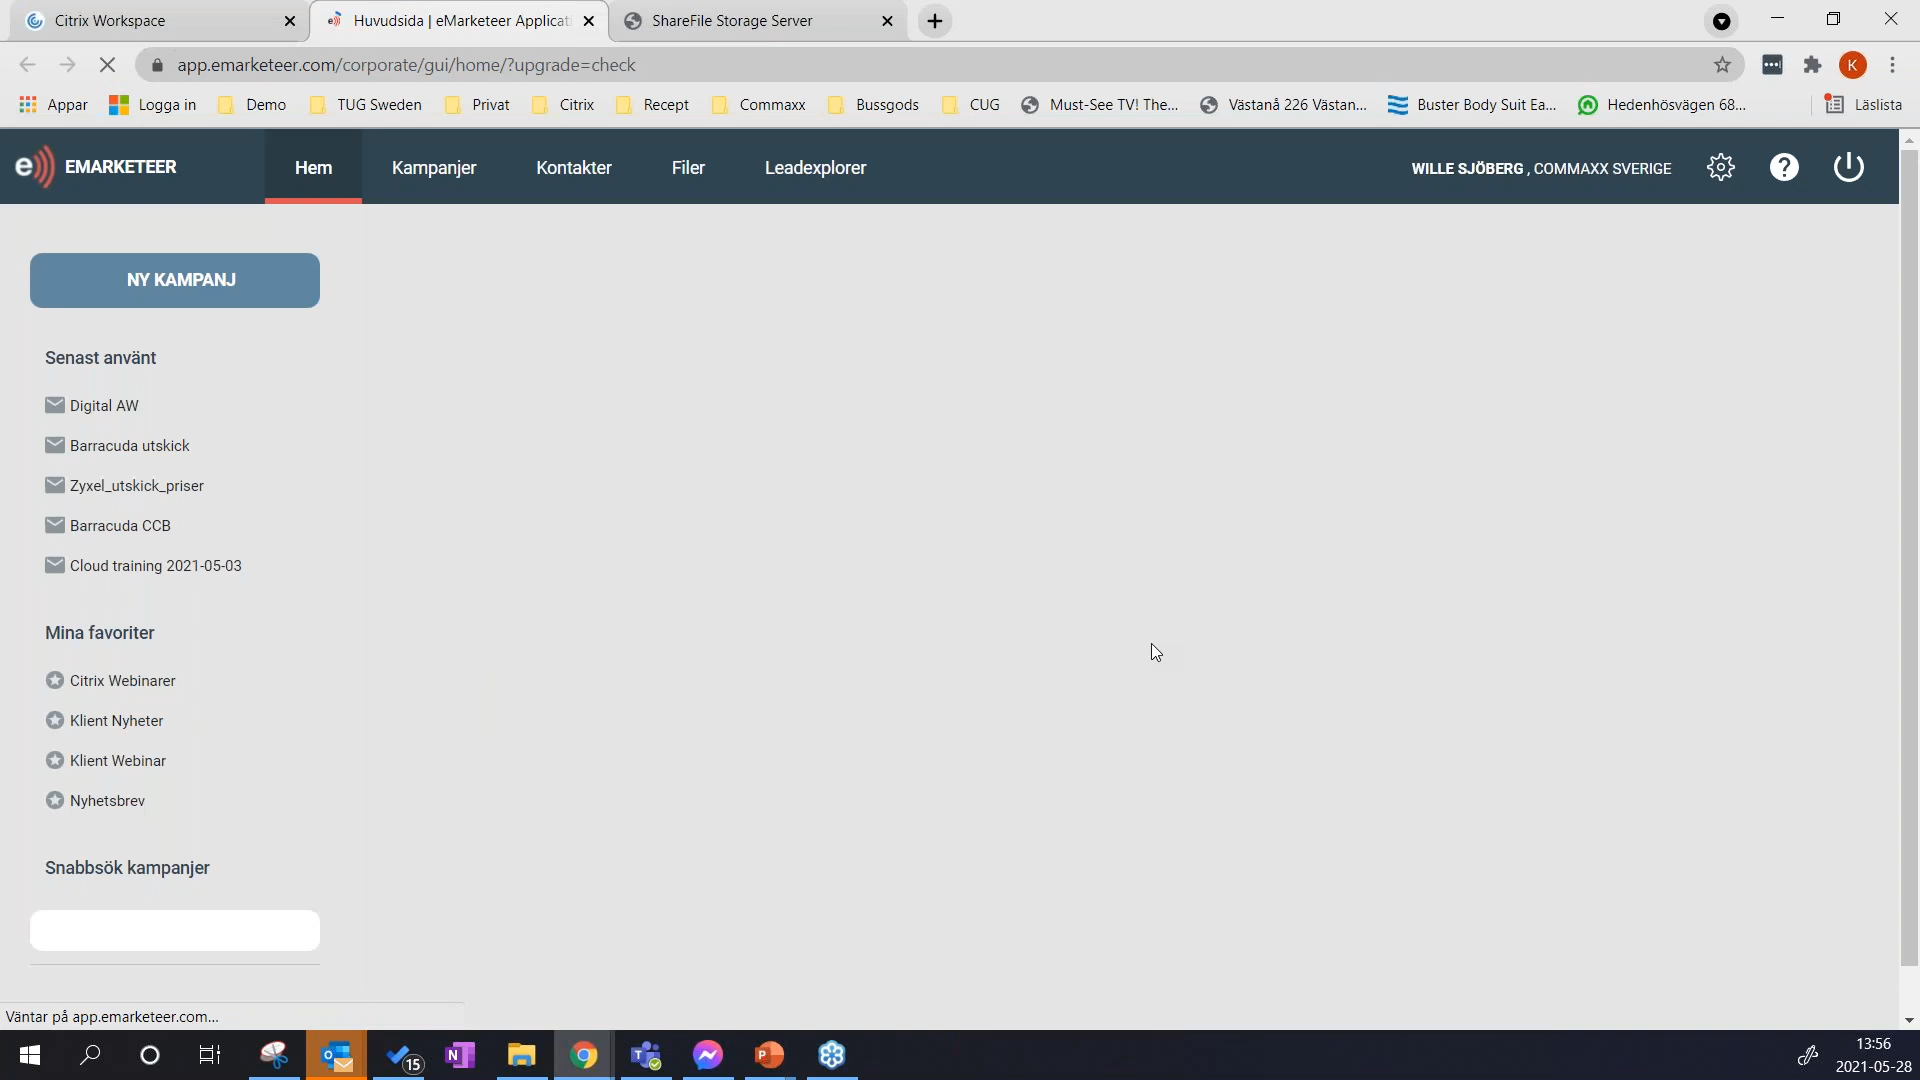 Citrix Workspace
Huvudsida | eMarketeer Applicati
ShareFile Storage Server
app.emarketeer.com/corporate/gui/home/?upgrade=check
K
Appar
Logga in
Demo
TUG Sweden
Privat
Citrix
Recept
Commaxx
Bussgods
CUG
Must-See TV! The...
Västanå 226 Västan...
Buster Body Suit Ea...
Hedenhösvägen 68...
Läslista
e
EMARKETEER
Hem
Kampanjer
Kontakter
Filer
Leadexplorer
WILLE SJÖBERG , COMMAXX SVERIGE
?
NY KAMPANJ
Senast använt
Digital AW
Barracuda utskick
Zyxel_utskick_priser
Barracuda CCB
Cloud training 2021-05-03
Mina favoriter
Citrix Webinarer
Klient Nyheter
Klient Webinar
Nyhetsbrev
Snabbsök kampanjer
Väntar på app.emarketeer.com...
15
13:56
2021-05-28